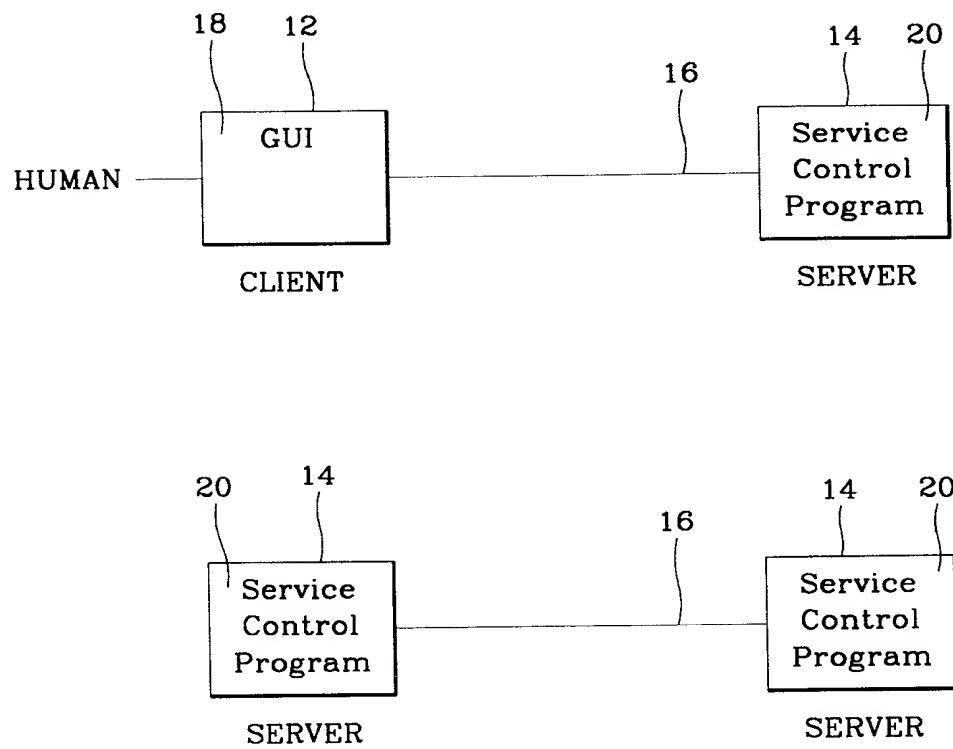 18 12 16 14 20
GUI
Service
Control
Program
HUMAN
CLIENT
SERVER
20 14 16 14 20
Service
Control
Program
Service
Control
Program
SERVER
SERVER